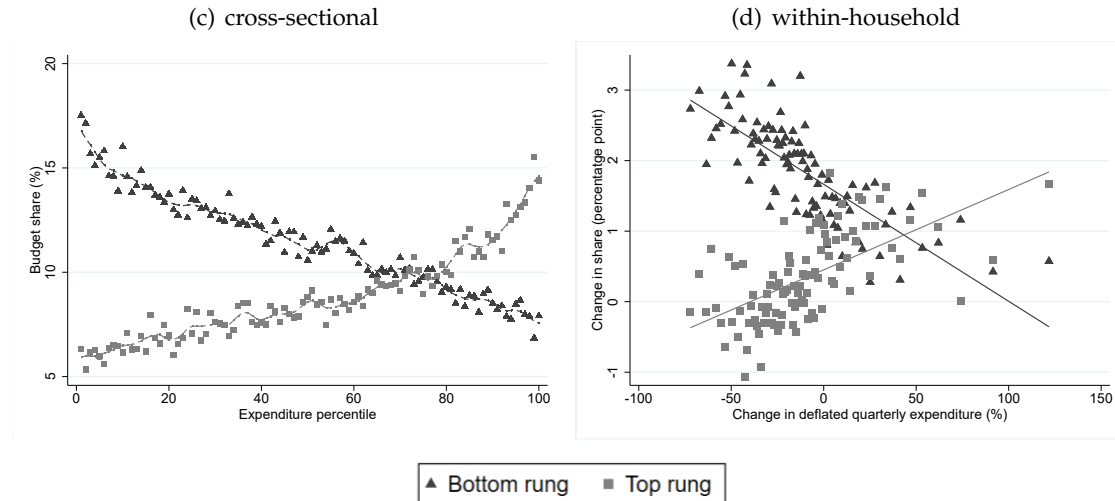 (c) cross-sectional
20
15
10
5
Budget share (%)
0
20
40
60
80
100
Expenditure percentile
(d) within-household
3
2
1
0
-1
Change in share (percentatge point)
-100
-50
0
50
100
150
Change in deflated quarterly expenditure (%)
Bottom rung
Top rung